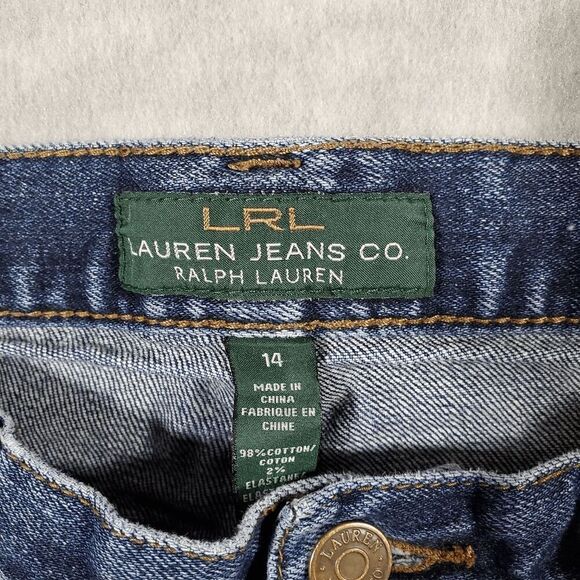 LRL
LAUREN JEANS CO.
RALPH LAUREN
14
MADE IN
CHINA
FABRIQUE EN
CHINE
98%COTTON/
COTON
2%
ELASTANE/
LAUREN